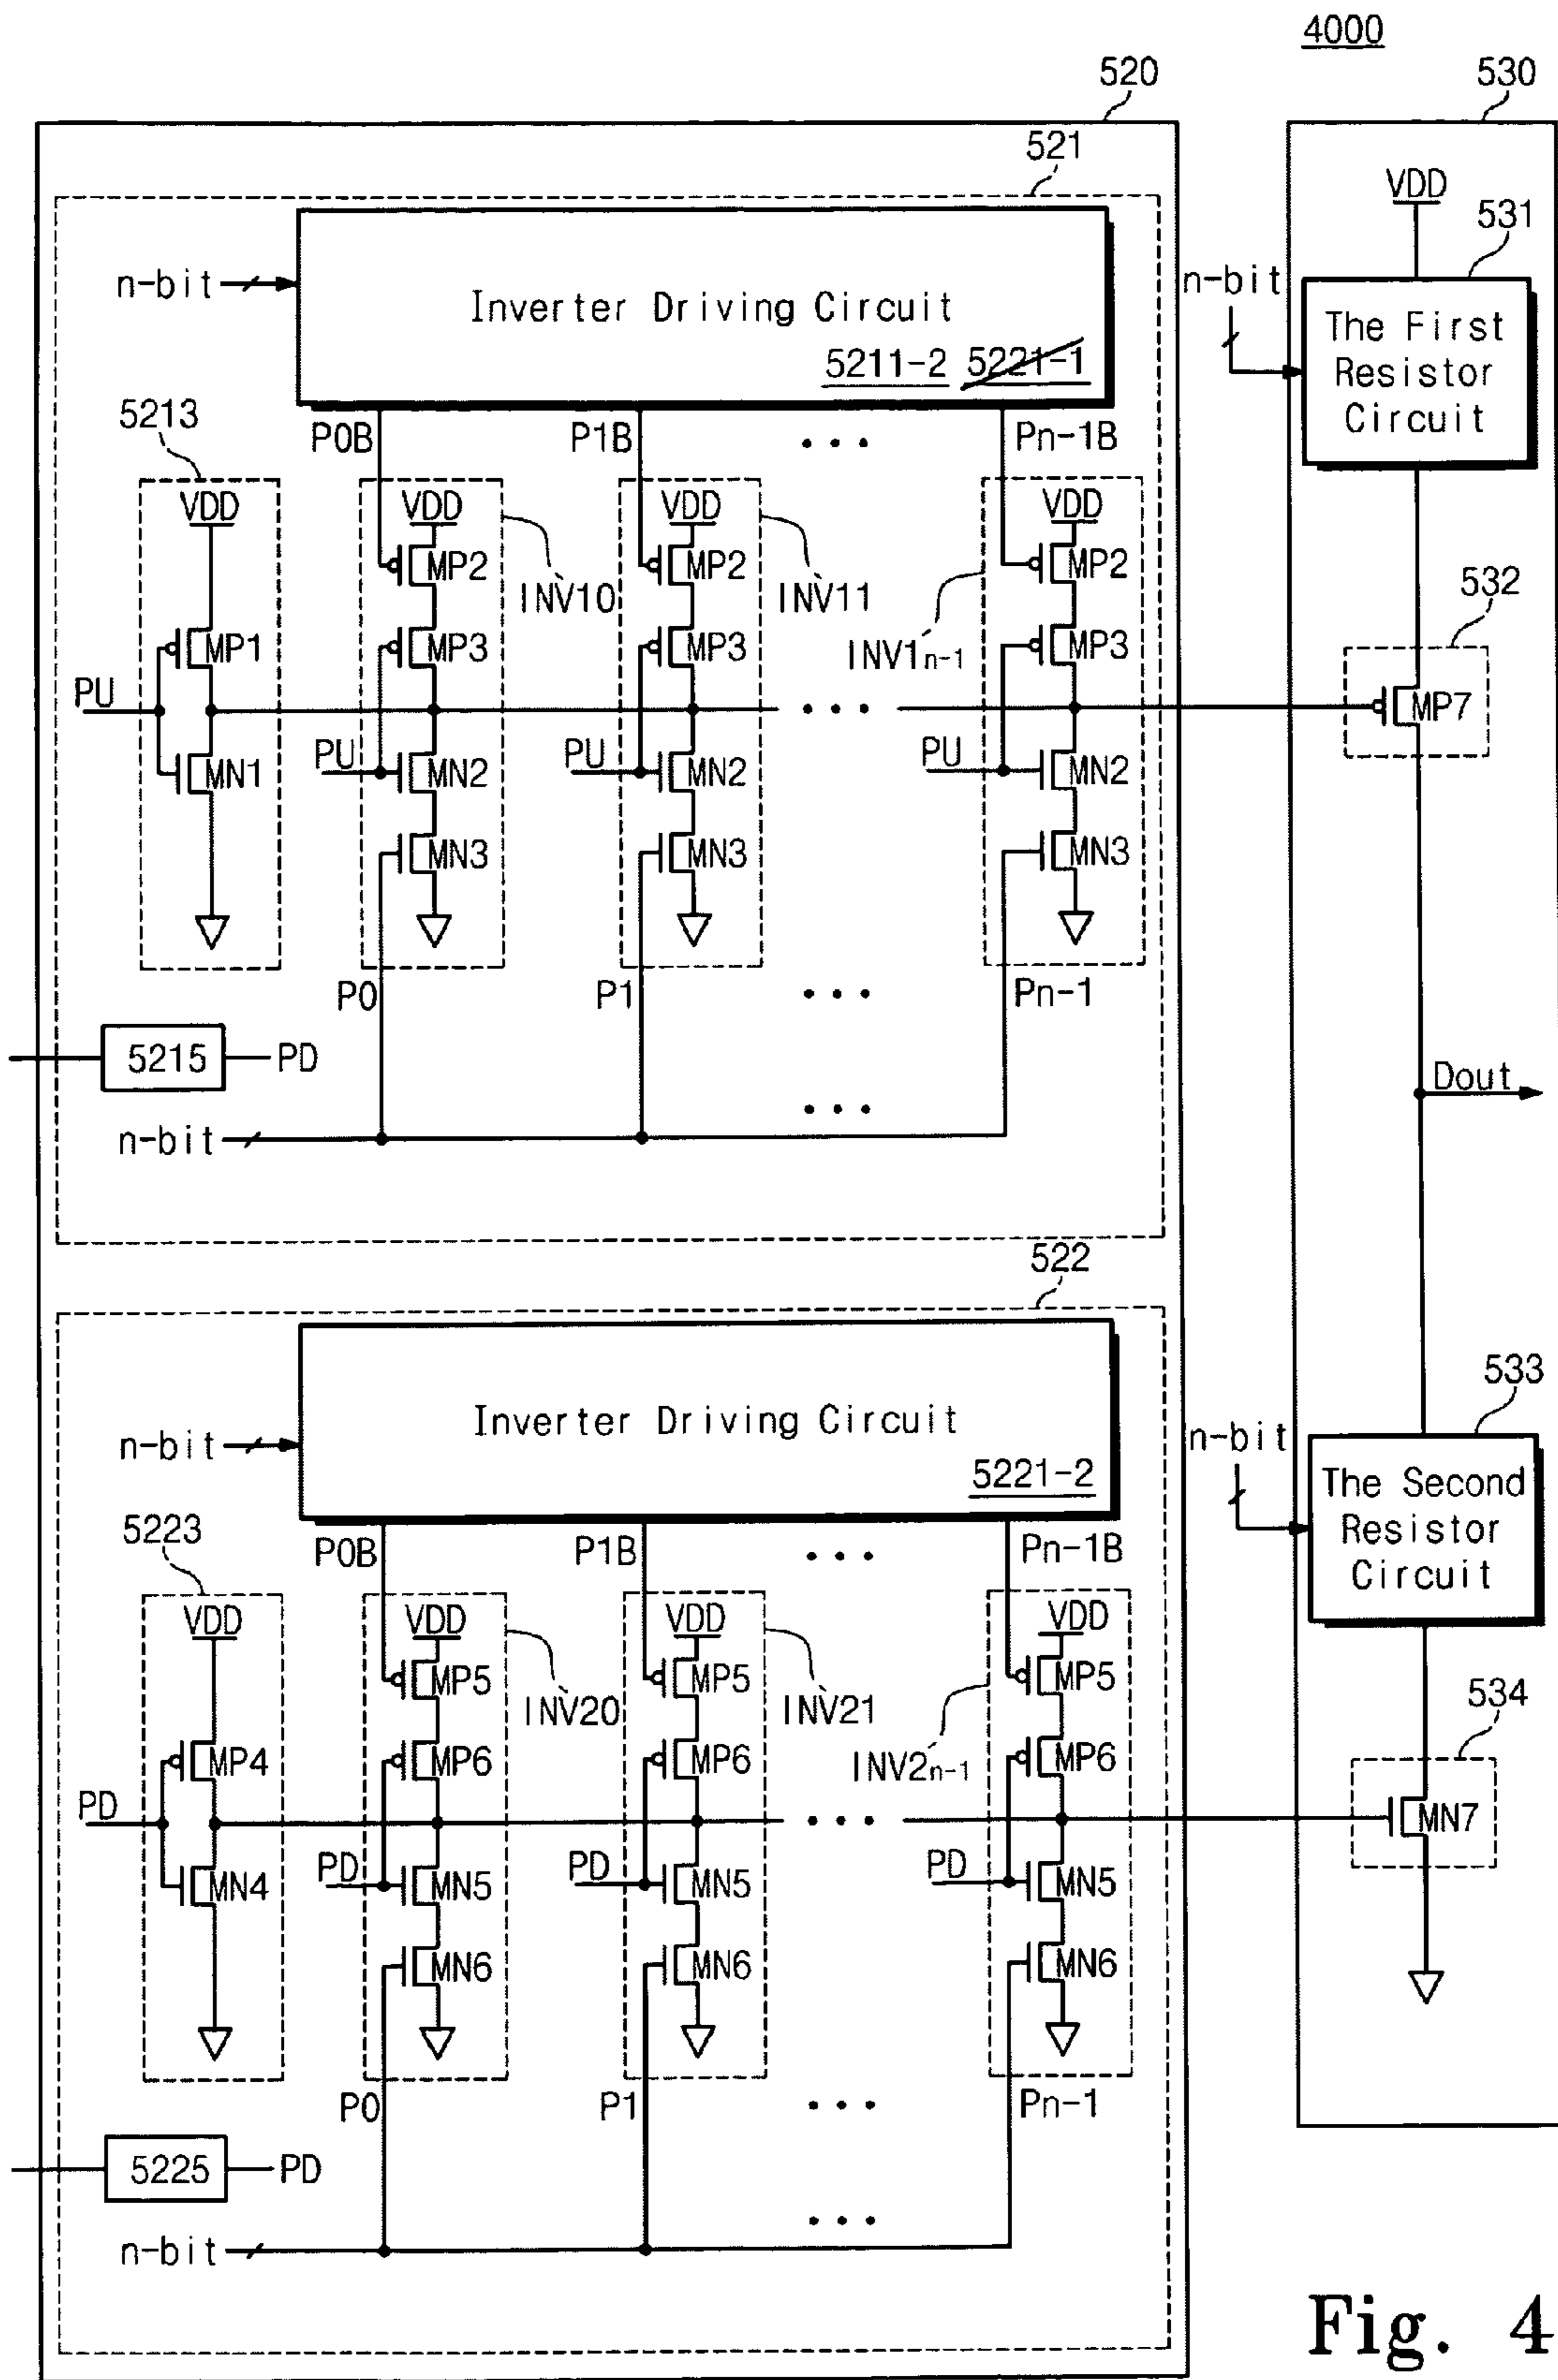 4000
520
530
521
VDD
531
n-bit
Inverter Driving Circuit
5211-2 5221-1
n-bit
The First
Resistor
Circuit
5213
P0B
P1B
...
Pn-1B
VDD
VDD
VDD
VDD
MP2
MP2
MP2
INV10
INV11
INV1n-1
532
MP1
MP3
MP3
MP3
PU
...
MP7
PU
PU
PU
MN1
MN2
MN2
MN2
MN3
MN3
MN3
P0
P1
...
Pn-1
5215
PD
Dout
...
n-bit
522
533
Inverter Driving Circuit
n-bit
5221-2
n-bit
The Second
Resistor
Circuit
5223
P0B
P1B
...
Pn-1B
VDD
VDD
VDD
VDD
MP5
MP5
MP5
INV20
INV21
INV2n-1
534
MP4
MP6
MP6
MP6
PD
...
MN7
PD
PD
PD
MN4
MN5
MN5
MN5
MN6
MN6
MN6
P0
P1
...
Pn-1
5225
PD
...
n-bit
Fig. 4